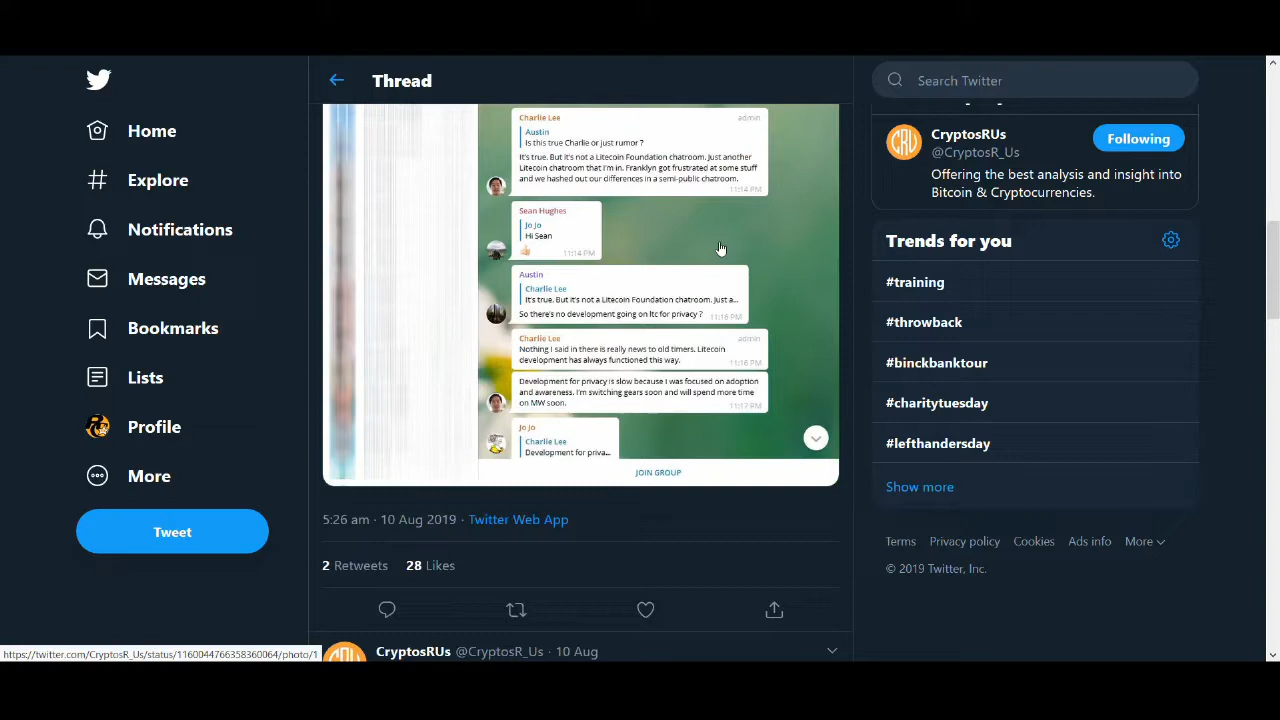 Home
Explore
Notifications
Messages
Bookmarks
Lists
Profile
More
Tweet
Thread
Charlie Lee admin
Austin
Is this true Charlie or just rumor ?
It's true. But it's not a Litecoin Foundation chatroom. Just another
Litecoin chatroom that I'm in. Franklyn got frustrated at some stuff
and we hashed out our differences in a semi-public chatroom.
11:14 PM
Sean Hughes
Jo Jo
Hi Sean
👍🏻 11:14 PM
Austin
Charlie Lee
It's true. But it's not a Litecoin Foundation chatroom. Just a...
So there's no development going on ltc for privacy ? 11:16 PM
Charlie Lee admin
Nothing I said in there is really news to old timers. Litecoin
development has always functioned this way. 11:16 PM
Development for privacy is slow because I was focused on adoption
and awareness. I'm switching gears soon and will spend more time
on MW soon. 11:17 PM
Jo Jo
Charlie Lee
Development for priva...
JOIN GROUP
5:26 am · 10 Aug 2019 · Twitter Web App
2 Retweets 28 Likes
CryptosRUs @CryptosR_Us · 10 Aug
Search Twitter
CRU
CryptosRUs
@CryptosR_Us
Following
Offering the best analysis and insight into
Bitcoin & Cryptocurrencies.
Trends for you
#training
#throwback
#binckbanktour
#charitytuesday
#lefthandersday
Show more
Terms Privacy policy Cookies Ads info More
© 2019 Twitter, Inc.
https://twitter.com/CryptosR_Us/status/1160044766358360064/photo/1